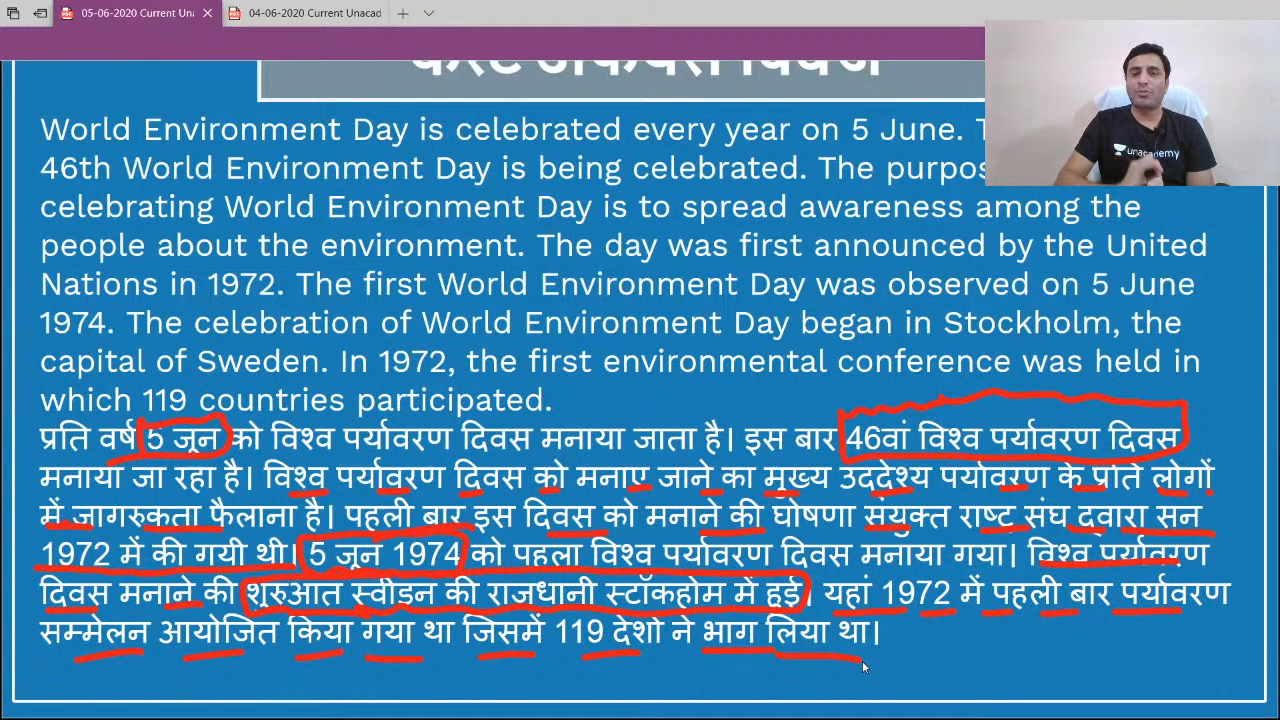 05-06-2020 Current Una
04-06-2020 Current Unacad
World Environment Day is celebrated every year on 5 June.
46th World Environment Day is being celebrated. The
celebrating World Environment Day is to spread awareness among the
people about the environment. The day was first announced by the United
Nations in 1972. The first World Environment Day was observed on 5 June
1974. The celebration of World Environment Day began in Stockholm, the
capital of Sweden. In 1972, the first environmental conference was held in
which 119 countries participated.
प्रति वर्ष 5 जून को विश्व पर्यावरण दिवस मनाया जाता है। इस बार 46वां विश्व पर्यावरण दिवस
मनाया जा रहा है। विश्व पर्यावरण दिवस को मनाए जाने का मुख्य उददेश्य पर्यावरण के प्रति लोगों
में जागरुकता फैलाना है। पहली बार इस दिवस को मनाने की घोषणा संयुक्त राष्ट्र संघ द्वारा सन
1972 में की गयी थी। 5 जून 1974 को पहला विश्व पर्यावरण दिवस मनाया गया। विश्व पर्यावरण
दिवस मनाने की शुरुआत स्वीडन की राजधानी स्टॉकहोम में हुई। यहां 1972 में पहली बार पर्यावरण
सम्मेलन आयोजित किया गया था जिसमें 119 देशो ने भाग लिया था।
unacademy